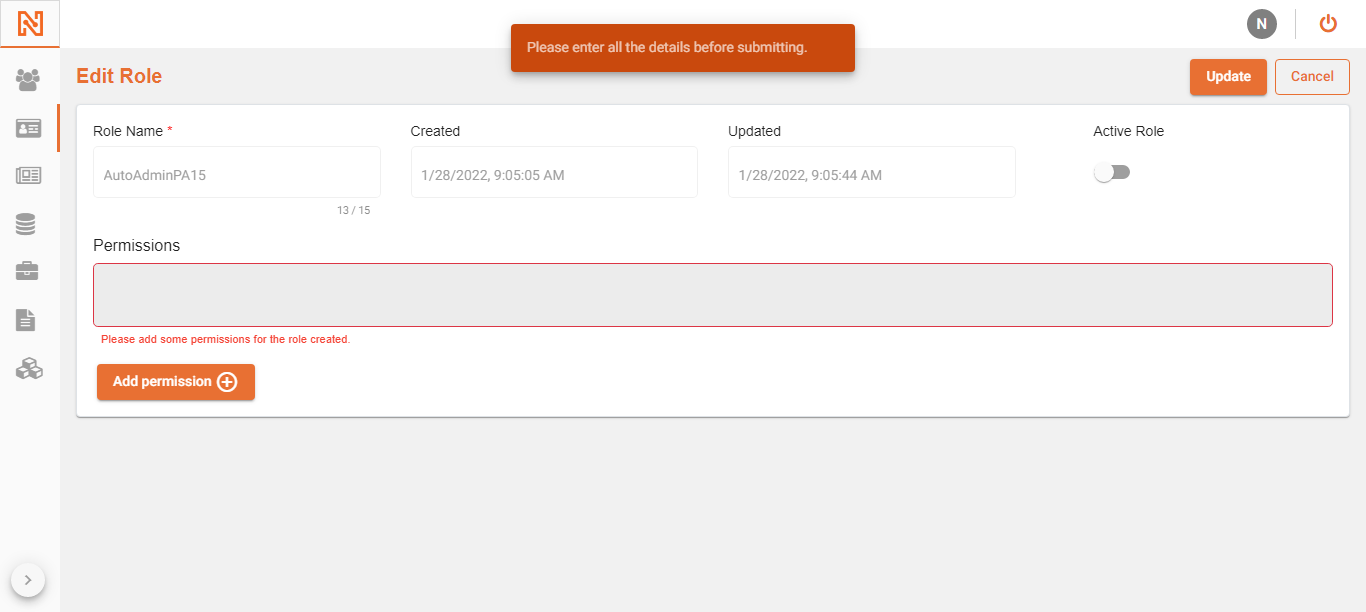 Please enter all the details before submitting.
N
Edit Role
Update
Cancel
Role Name *
Created
Updated
Active Role
AutoAdminPA15
1/28/2022, 9:05:05 AM
1/28/2022, 9:05:44 AM
13 / 15
Permissions
Please add some permissions for the role created.
Add permission